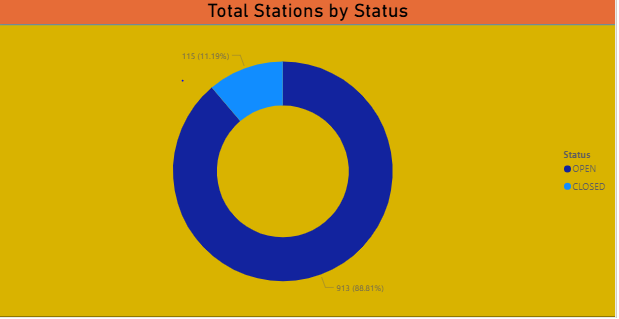 Total Stations by Status
115 (11.19%)
Status
OPEN
CLOSED
913 (88.81%)